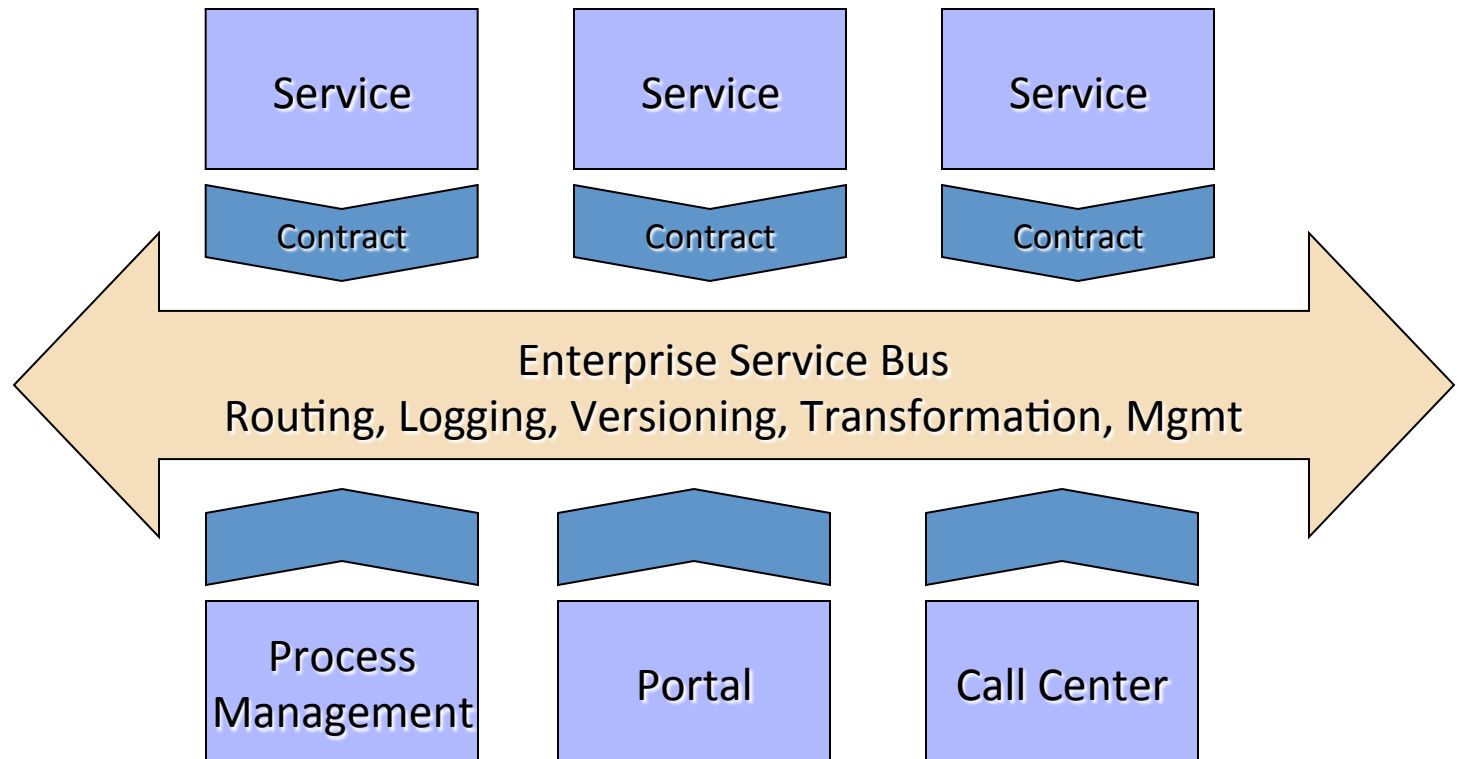 Service
Service
Service
Contract
Contract
Contract
Enterprise Service Bus
Routing, Logging, Versioning, Transformation, Mgmt
Process
Management
Portal
Call Center